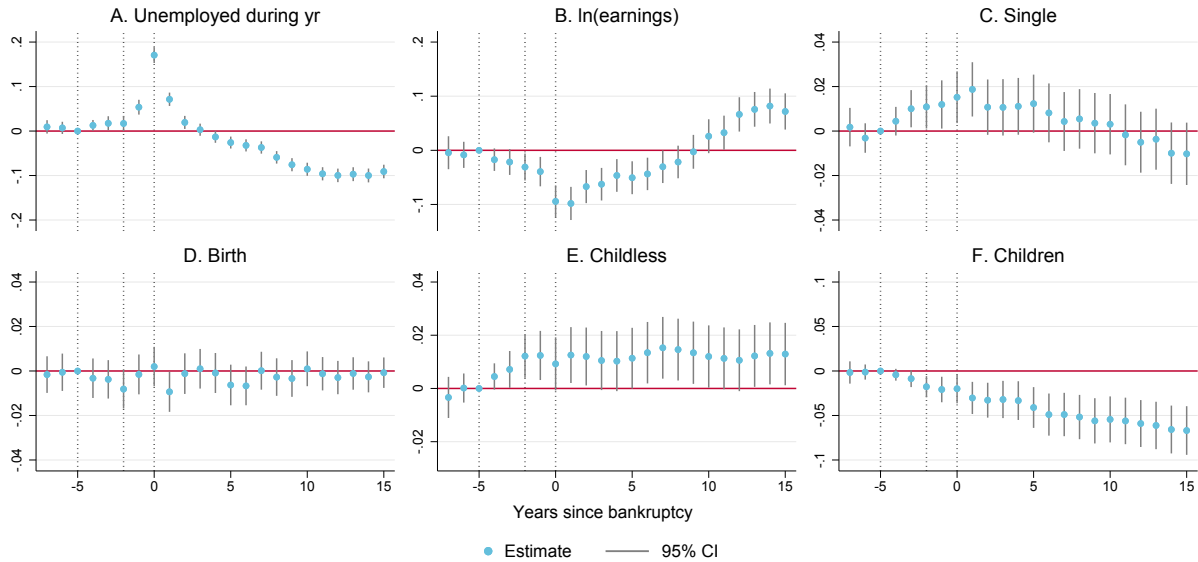 A. Unemployed during yr
B. ln(earnings)
C. Single
.2
.1
0
-.1
-.2
.2
.1
0
-.1
.04
.02
0
-.02
-.04
D. Birth
E. Childless
F. Children
.04
.02
0
-.02
-.04
.04
.02
0
-.02
.1
.05
0
-.05
-.1
-5 0 5 10 15
-5 0 5 10 15
-5 0 5 10 15
Years since bankruptcy
Estimate 95% CI